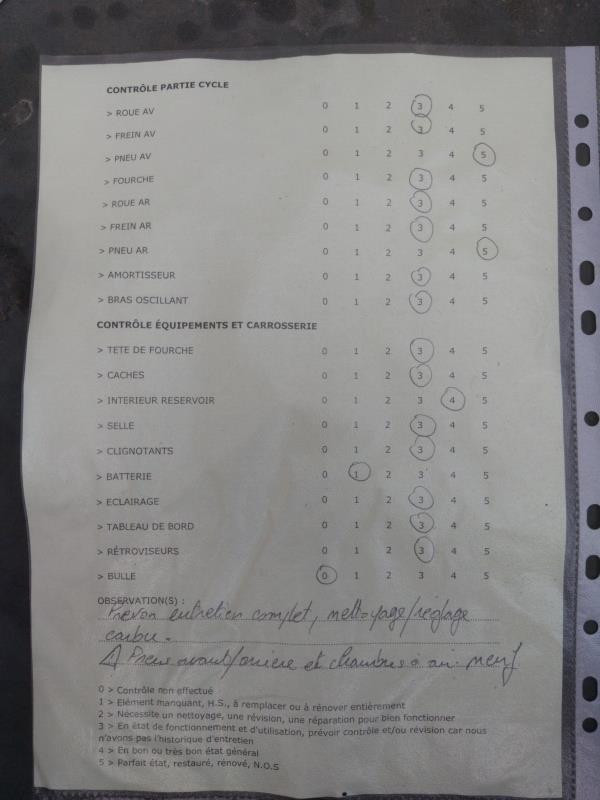 CONTRÔLE PARTIE CYCLE
> ROUE AV 0 1 2 3 4 5
> FREIN AV 0 1 2 3 4 5
> PNEU AV 0 1 2 3 4 5
> FOURCHE 0 1 2 3 4 5
> ROUE AR 0 1 2 3 4 5
> FREIN AR 0 1 2 3 4 5
> PNEU AR 0 1 2 3 4 5
> AMORTISSEUR 0 1 2 3 4 5
> BRAS OSCILLANT 0 1 2 3 4 5
CONTRÔLE ÉQUIPEMENTS ET CARROSSERIE
> TETE DE FOURCHE 0 1 2 3 4 5
> CACHES 0 1 2 3 4 5
> INTERIEUR RESERVOIR 0 1 2 3 4 5
> SELLE 0 1 2 3 4 5
> CLIGNOTANTS 0 1 2 3 4 5
> BATTERIE 0 1 2 3 4 5
> ECLAIRAGE 0 1 2 3 4 5
> TABLEAU DE BORD 0 1 2 3 4 5
> RÉTROVISEURS 0 1 2 3 4 5
> BULLE 0 1 2 3 4 5
OBSERVATION(S) :
entretien complet, nettoyage/réglage
carbu.
⚠ Pneus avant/arrière et chambres à air neuf
0 > Contrôle non effectué
1 > Elément manquant, H.S., à remplacer ou à rénover entièrement
2 > Nécessite un nettoyage, une révision, une réparation pour bien fonctionner
3 > En état de fonctionnement et d'utilisation, prévoir contrôle et/ou révision car nous
n'avons pas l'historique d'entretien
4 > En bon ou très bon état général
5 > Parfait état, restauré, rénové, N.O.S